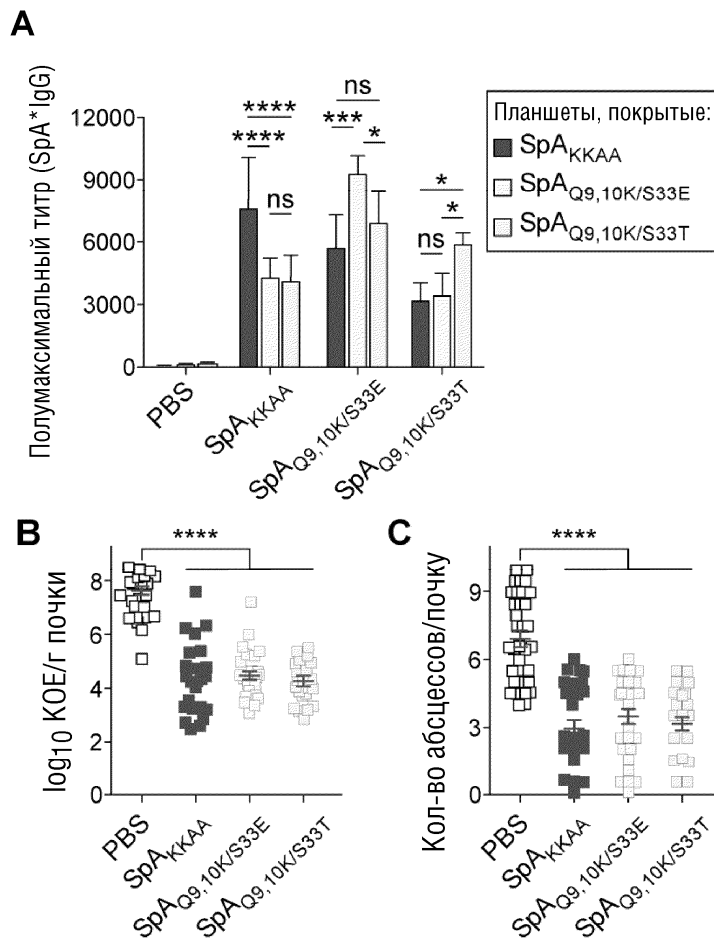 A
Полумаксимальный титр (SpA*IgG)
12000
9000
6000
3000
0
****
****
ns
ns
***
*
*
ns
*
PBS
SpAKKAA
SpAQ9,10K/S33E
SpAQ9,10K/S33T
Планшеты, покрытые:
SpAKKAA
SpAQ9,10K/S33E
SpAQ9,10K/S33T
B
****
log10 КОЕ/г почки
8
6
4
2
0
PBS
SpAKKAA
SpAQ9,10K/S33E
SpAQ9,10K/S33T
C
****
Кол-во абсцессов/почку
9
6
3
0
PBS
SpAKKAA
SpAQ9,10K/S33E
SpAQ9,10K/S33T